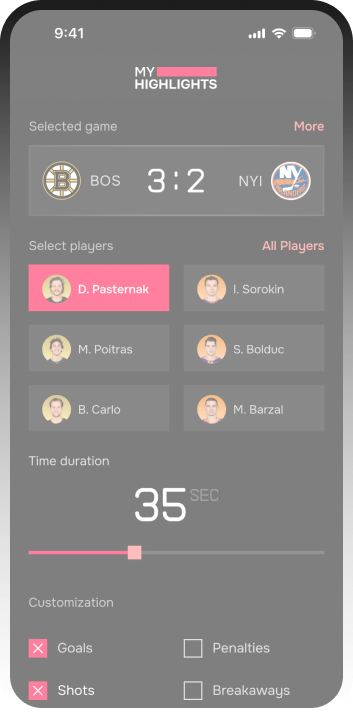 9:41
MY
HIGHLIGHTS
Selected game More
BOS 3:2 NYI
Select players All Players
D. Pasternak I. Sorokin
M. Poitras S. Bolduc
B. Carlo M. Barzal
Time duration
35 SEC
Customization
Goals Penalties
Shots Breakaways